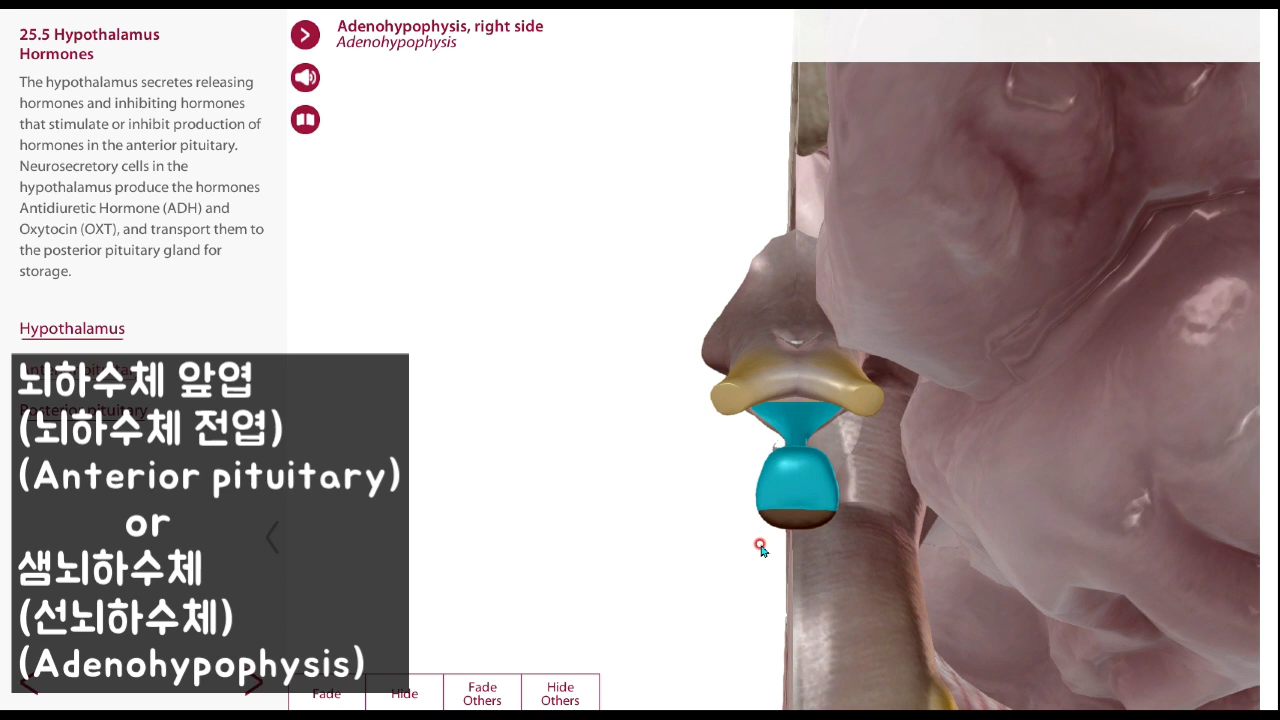 25.5 Hypothalamus
Hormones
The hypothalamus secretes releasing
hormones and inhibiting hormones
that stimulate or inhibit production of
hormones in the anterior pituitary.
Neurosecretory cells in the
hypothalamus produce the hormones
Antidiuretic Hormone (ADH) and
Oxytocin (OXT), and transport them to
the posterior pituitary gland for
storage.
Hypothalamus
Anterior pituitary
Posterior pituitary
뇌하수체 앞엽
(뇌하수체 전엽)
(Anterior pituitary)
or
샘뇌하수체
(선뇌하수체)
(Adenohypophysis)
Adenohypophysis, right side
Adenohypophysis
Fade
Hide
Fade
Others
Hide
Others